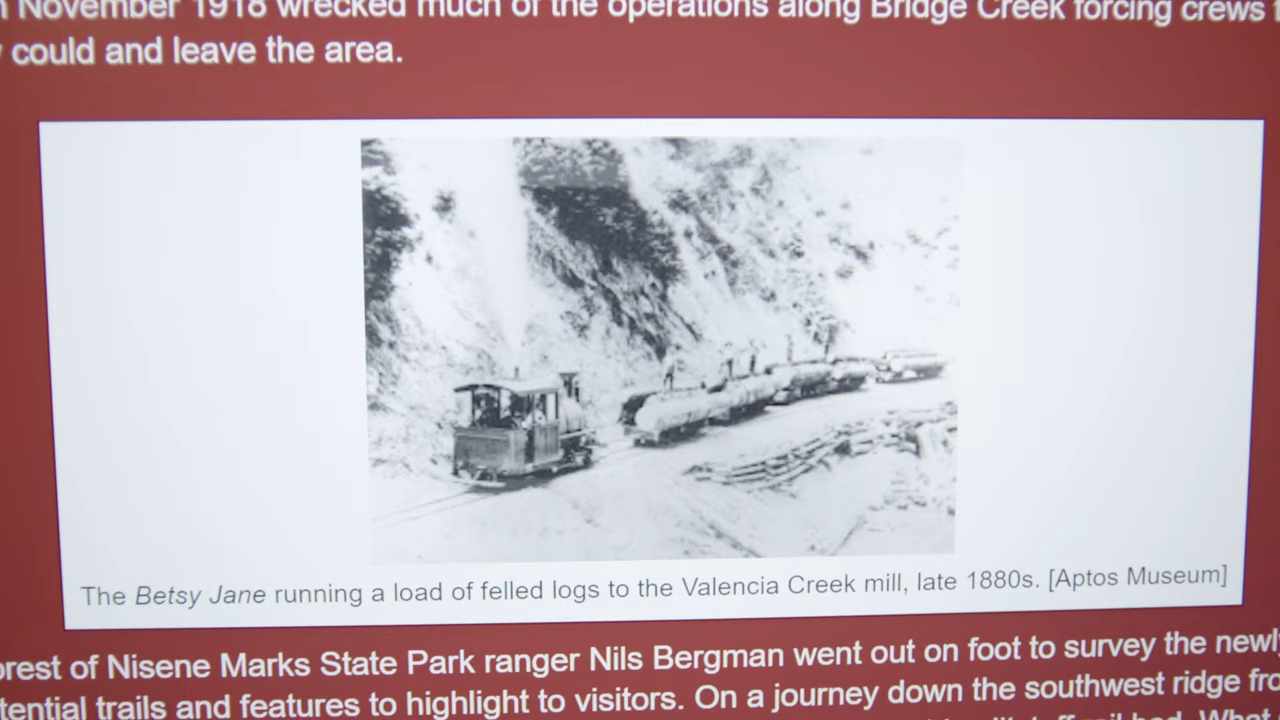 November 1918 wrecked much of the operations along Bridge Creek forcing crews
could and leave the area.
The Betsy Jane running a load of felled logs to the Valencia Creek mill, late 1880s. [Aptos Museum]
orest of Nisene Marks State Park ranger Nils Bergman went out on foot to survey the newly
tential trails and features to highlight to visitors. On a journey down the southwest ridge fro
What